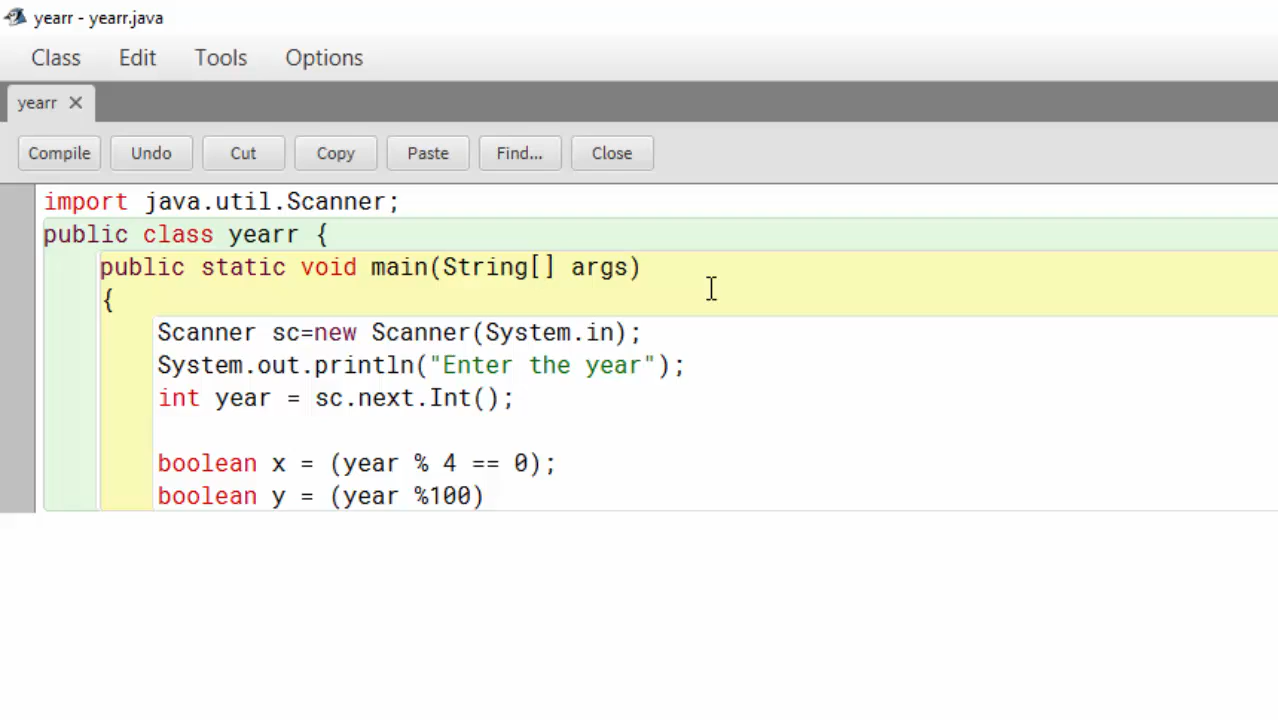 yearr - yearr.java
Class Edit Tools Options
yearr ✕
Compile Undo Cut Copy Paste Find... Close
import java.util.Scanner;
public class yearr {
public static void main(String[] args)
{
Scanner sc=new Scanner(System.in);
System.out.println("Enter the year");
int year = sc.next.Int();
boolean x = (year % 4 == 0);
boolean y = (year %100)